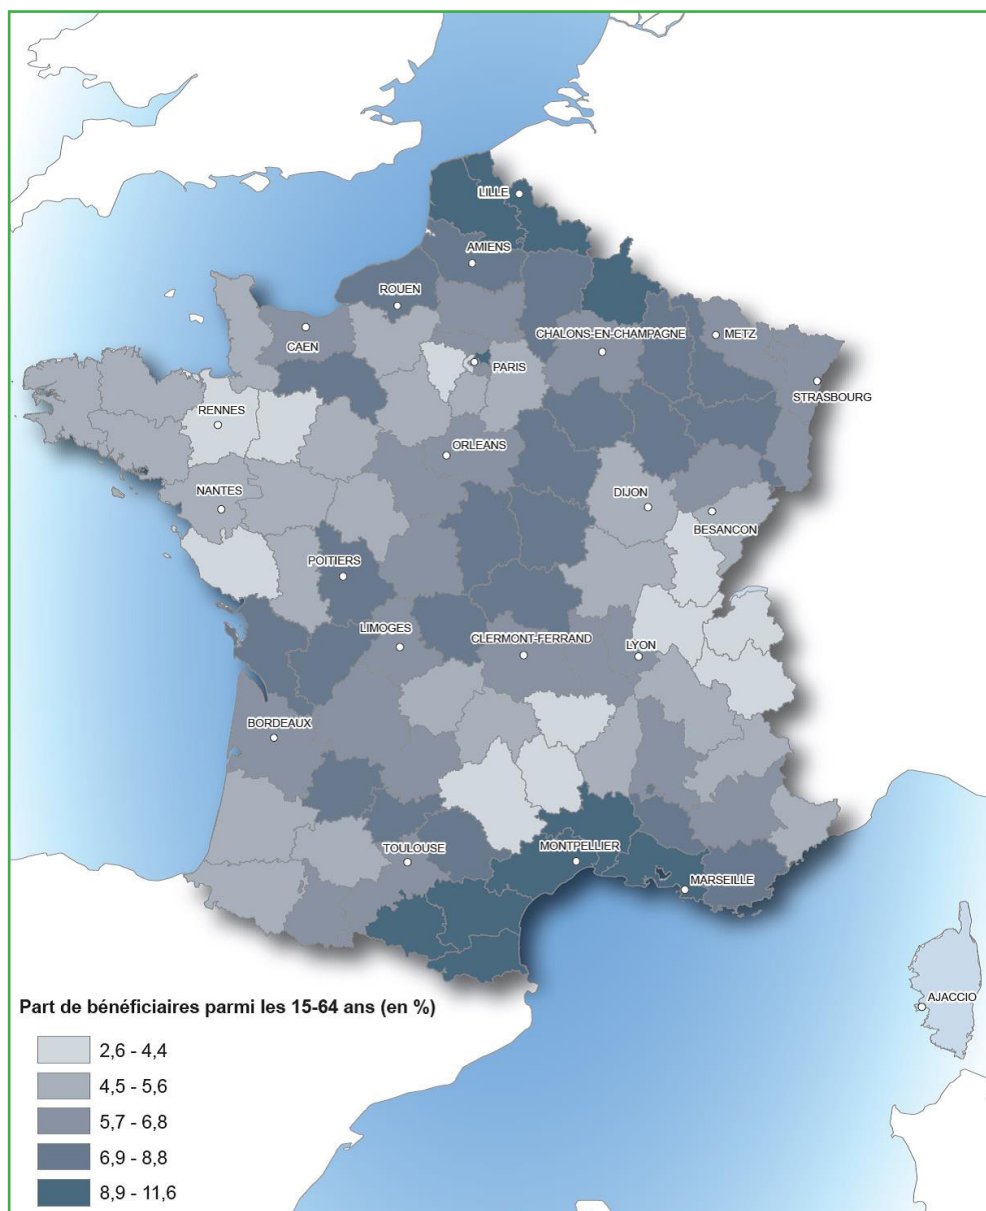 LILLE
AMIENS
ROUEN
CHALONS-EN-CHAMPAGNE
METZ
CAEN
PARIS
STRASBOURG
RENNES
ORLEANS
NANTES
DIJON
BESANCON
POITIERS
LIMOGES
CLERMONT-FERRAND
LYON
BORDEAUX
TOULOUSE
MONTPELLIER
MARSEILLE
AJACCIO
Part de bénéficiaires parmi les 15-64 ans (en %)
2,6 - 4,4
4,5 - 5,6
5,7 - 6,8
6,9 - 8,8
8,9 - 11,6